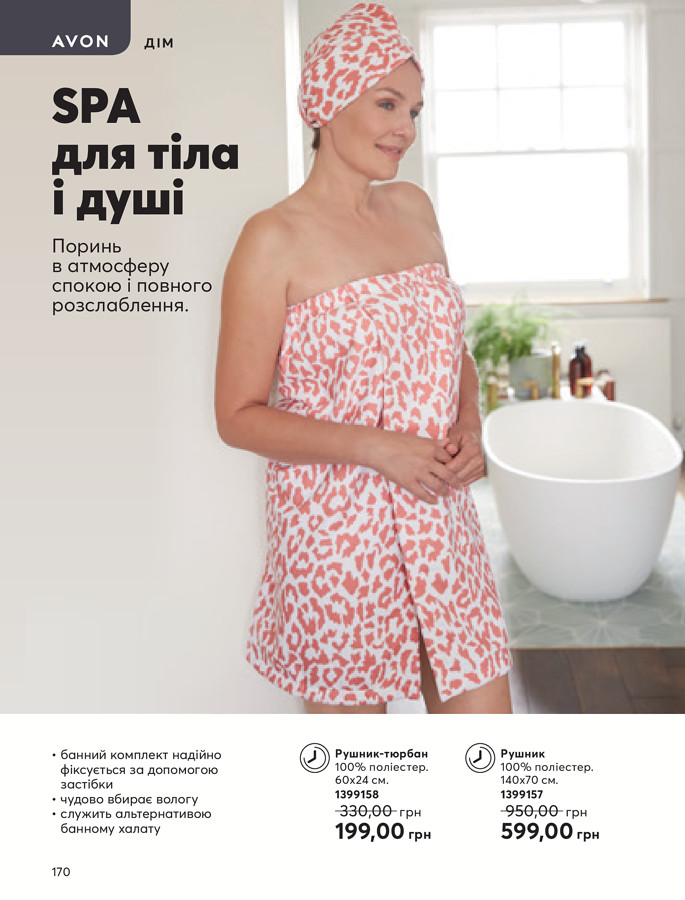 AVON ДІМ
SPA
для тіла
і душі
Поринь
в атмосферу
спокою і повного
розслаблення.
• банний комплект надійно
фіксується за допомогою
застібки
• чудово вбирає вологу
• служить альтернативою
банному халату
Рушник-тюрбан
100% поліестер.
60х24 см.
1399158
330,00 грн
199,00 грн
Рушник
100% поліестер.
140х70 см.
1399157
950,00 грн
599,00 грн
170